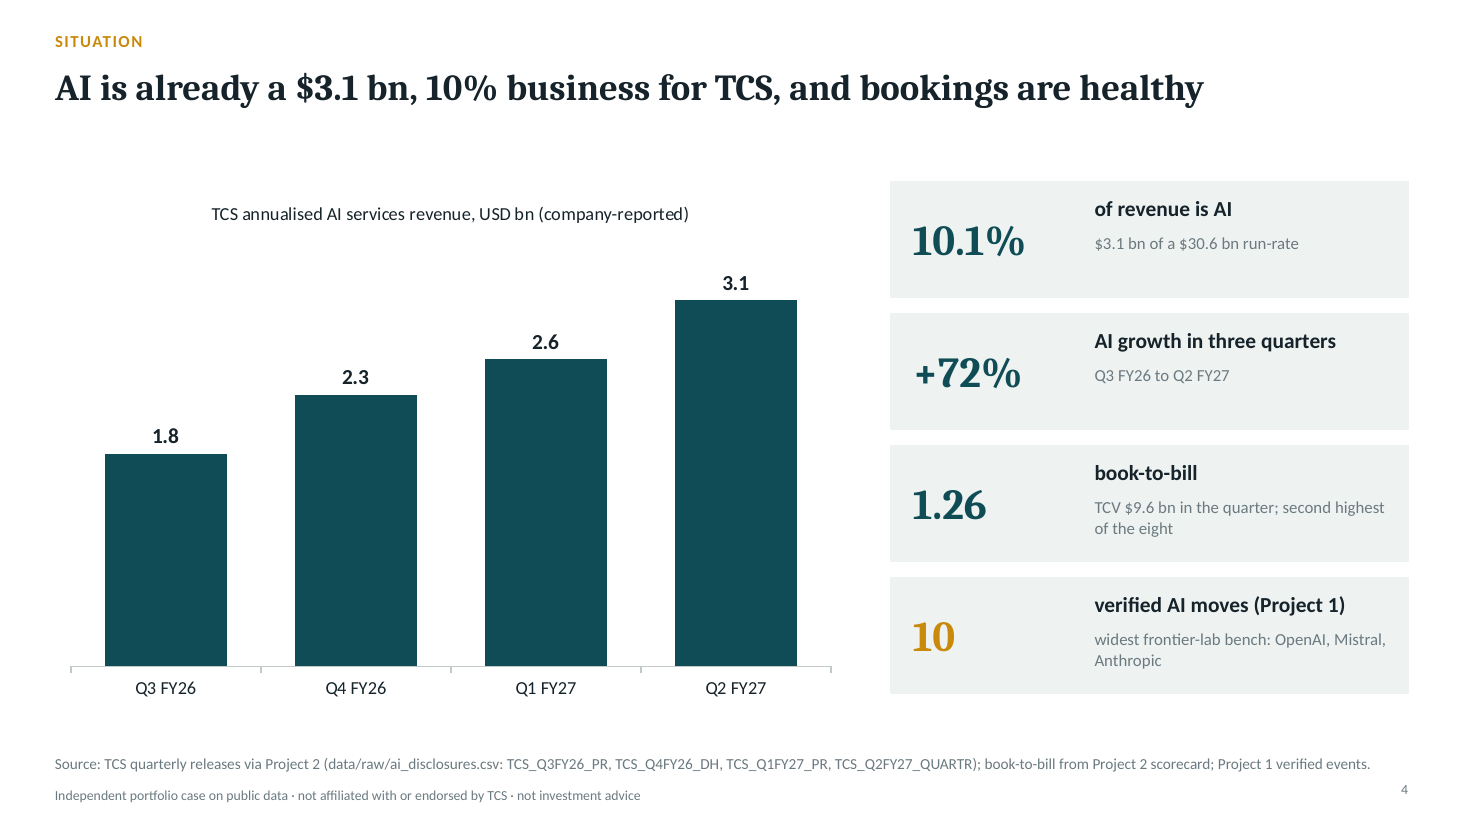 SITUATION
AI is already a $3.1 bn, 10% business for TCS, and bookings are healthy
TCS annualised AI services revenue, USD bn (company-reported)
1.8
2.3
2.6
3.1
Q3 FY26
Q4 FY26
Q1 FY27
Q2 FY27
10.1%
of revenue is AI
$3.1 bn of a $30.6 bn run-rate
+72%
AI growth in three quarters
Q3 FY26 to Q2 FY27
1.26
book-to-bill
TCV $9.6 bn in the quarter; second highest
of the eight
10
verified AI moves (Project 1)
widest frontier-lab bench: OpenAI, Mistral,
Anthropic
Source: TCS quarterly releases via Project 2 (data/raw/ai_disclosures.csv: TCS_Q3FY26_PR, TCS_Q4FY26_DH, TCS_Q1FY27_PR, TCS_Q2FY27_QUARTR); book-to-bill from Project 2 scorecard; Project 1 verified events.
Independent portfolio case on public data · not affiliated with or endorsed by TCS · not investment advice
4